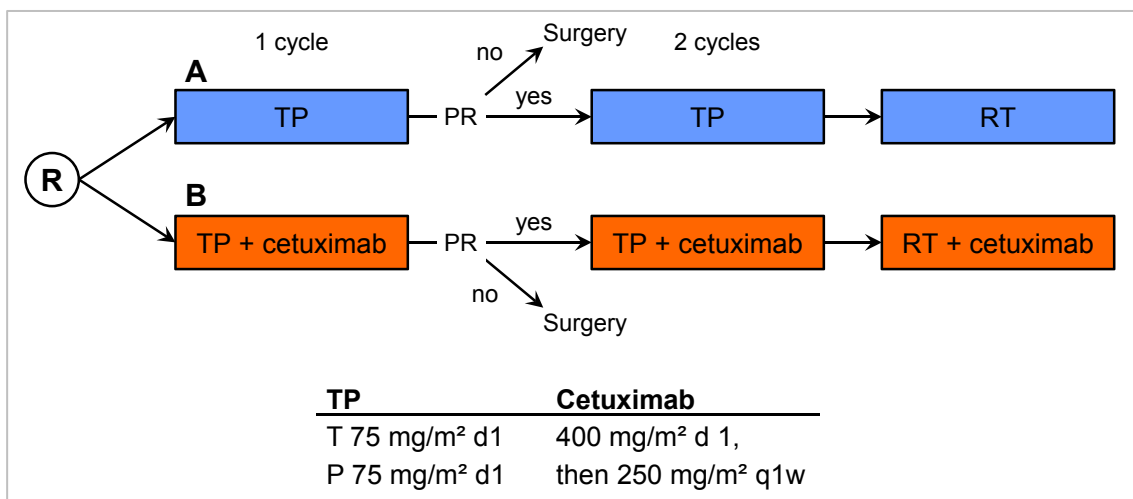 1 cycle
Surgery
2 cycles
no
A
TP
PR
yes
TP
RT
R
B
TP + cetuximab
PR
yes
TP + cetuximab
RT + cetuximab
no
Surgery
TP Cetuximab
T 75 mg/m² d1 400 mg/m² d 1,
P 75 mg/m² d1 then 250 mg/m² q1w